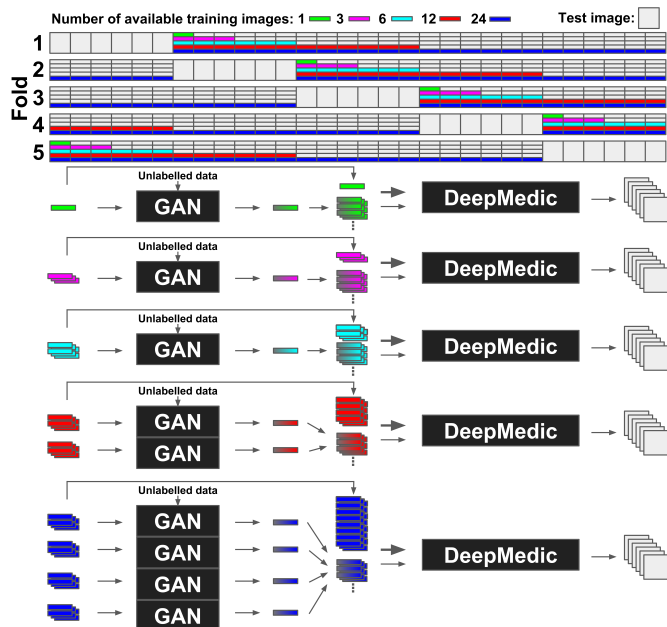 Number of available training images: 1 3 6 12 24 Test image:
Fold
1
2
3
4
5
Unlabelled data
GAN
DeepMedic
Unlabelled data
GAN
DeepMedic
Unlabelled data
GAN
DeepMedic
Unlabelled data
GAN
GAN
DeepMedic
Unlabelled data
GAN
GAN
DeepMedic
GAN
GAN